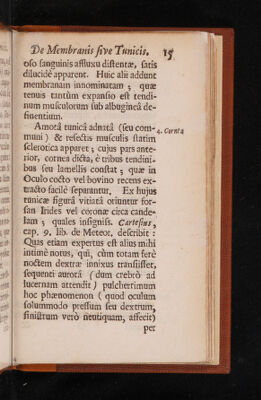 De Membranis sive Tunicis. 15
oso sanguinis affluxu distentæ, satis
dilucidè apparent. Huic alii addunt
membranam innominatam ; quæ
tenuis tantùm expansio est tendi-
num musculorum sub albugineâ de-
sinentium.
Amotâ tunicâ adnatâ (seu com-
4. Cornea
muni ) & resectis musculis statim
sclerotica apparet ; cujus pars ante-
rior, cornea dicta, è tribus tendini-
bus seu lamellis constat ; quæ in
Oculo cocto vel bovino recens ex-
tracto facilè separantur. Ex hujus
tunicæ figurâ vitiatâ oriuntur for-
san Irides vel coronæ circa cande-
lam ; quales insigniss. Cartesius,
cap. 9. lib. de Meteor. describit :
Quas etiam expertus est alius mihi
intimè notus, qui, cùm totam ferè
noctem dextræ innixus transiisset,
sequenti aurorâ ( dum crebrò ad
lucernam attendit ) pulcherrimum
hoc phænomenon ( quod oculum
solummodo pressum seu dextrum,
sinistrum verò neutiquam, affecit)
per